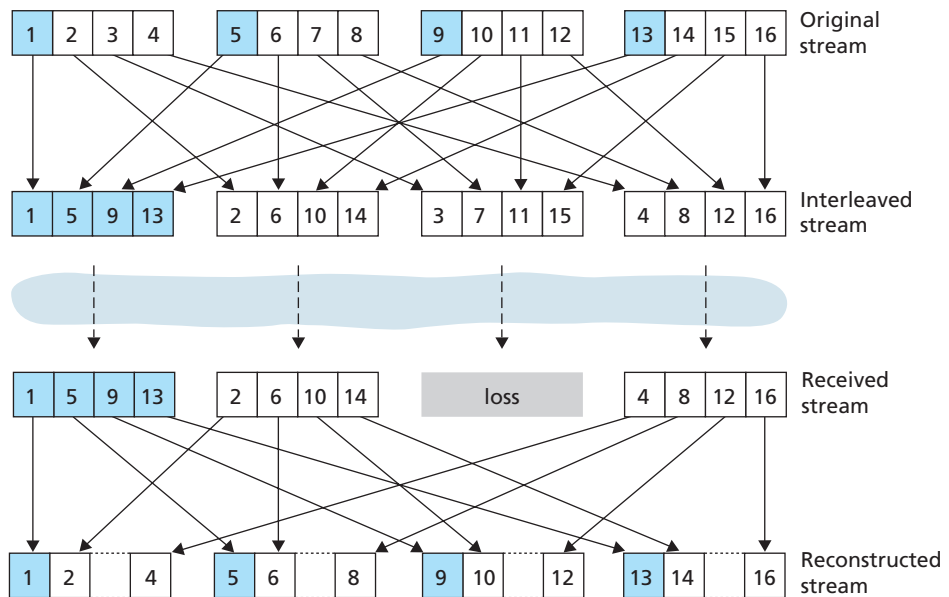 1 2 3 4 5 6 7 8 9 10 11 12 13 14 15 16 Original
stream
1 5 9 13 2 6 10 14 3 7 11 15 4 8 12 16 Interleaved
stream
1 5 9 13 2 6 10 14 loss 4 8 12 16 Received
stream
1 2 4 5 6 8 9 10 12 13 14 16 Reconstructed
stream